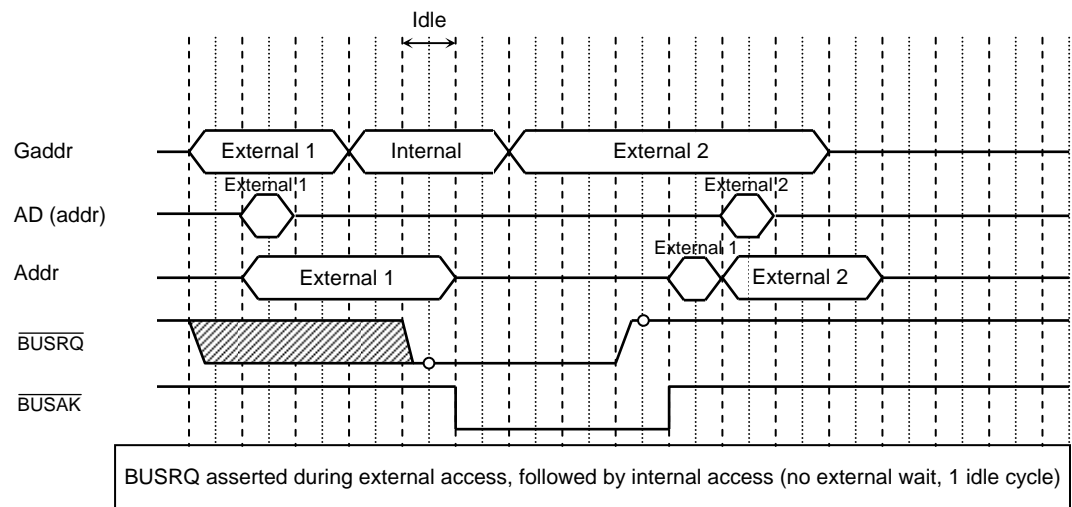 Idle
Gaddr External 1 Internal External 2
External 1 External 2
AD (addr)
External 1
Addr External 1 External 2
BUSRQ
BUSAK
BUSRQ asserted during external access, followed by internal access (no external wait, 1 idle cycle)